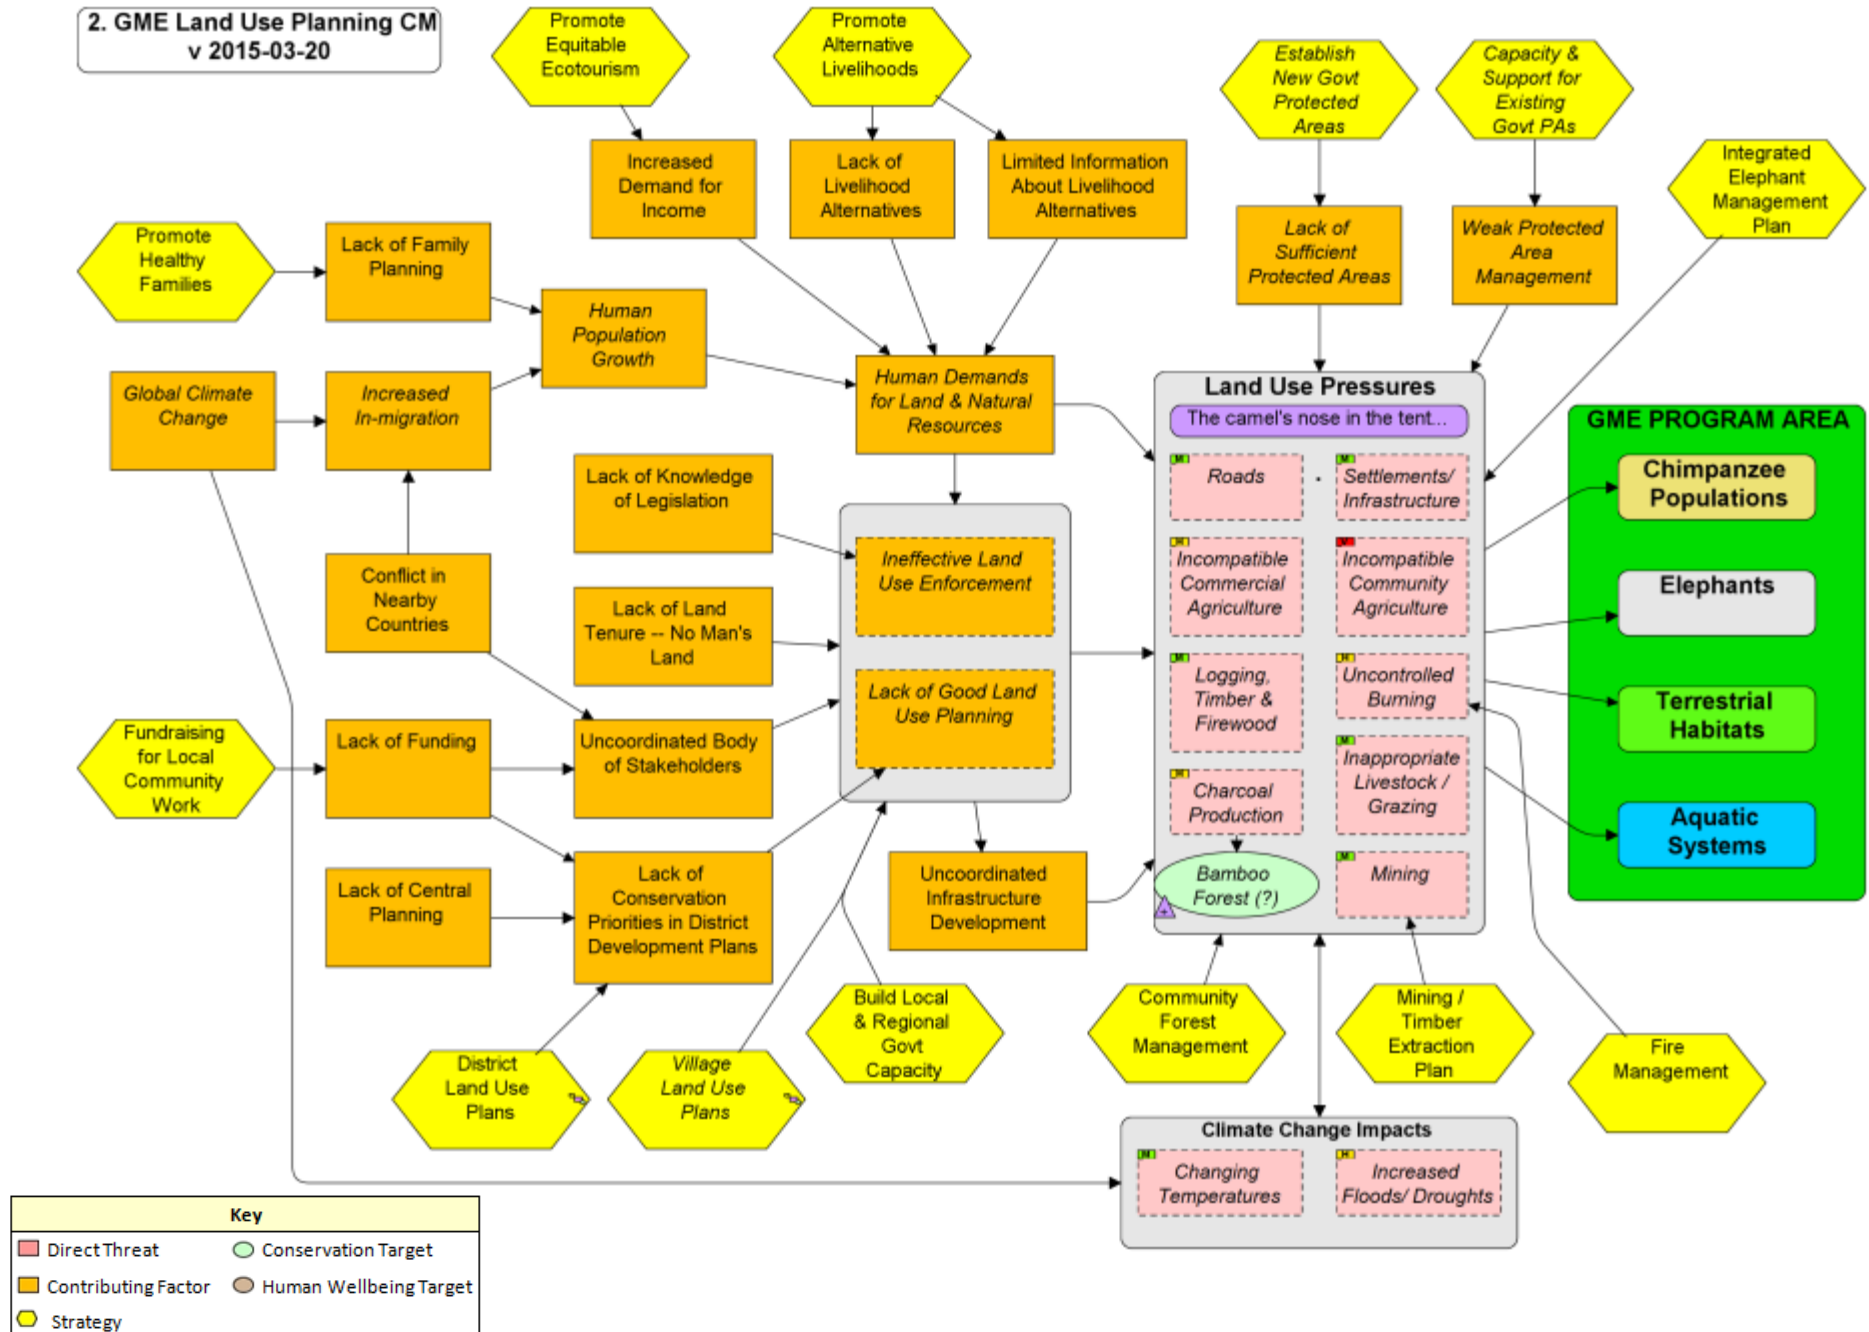 2. GME Land Use Planning CM
v 2015-03-20
Promote
Equitable
Ecotourism
Promote
Alternative
Livelihoods
Establish
New Govt
Protected
Areas
Capacity &
Support for
Existing
Govt PAs
Integrated
Elephant
Management
Plan
Increased
Demand for
Income
Lack of
Livelihood
Alternatives
Limited Information
About Livelihood
Alternatives
Lack of
Sufficient
Protected Areas
Weak Protected
Area
Management
Promote
Healthy
Families
Lack of Family
Planning
Human
Population
Growth
Global Climate
Change
Increased
In-migration
Human Demands
for Land & Natural
Resources
Conflict in
Nearby
Countries
Lack of Knowledge
of Legislation
Lack of Land
Tenure -- No Man's
Land
Ineffective Land
Use Enforcement
Lack of Good Land
Use Planning
Fundraising
for Local
Community
Work
Lack of Funding
Uncoordinated Body
of Stakeholders
Lack of Central
Planning
Lack of
Conservation
Priorities in District
Development Plans
Uncoordinated
Infrastructure
Development
District
Land Use
Plans
Village
Land Use
Plans
Build Local
& Regional
Govt
Capacity
Land Use Pressures
The camel's nose in the tent...
M
Roads
.
M
Settlements/
Infrastructure
H
Incompatible
Commercial
Agriculture
V
Incompatible
Community
Agriculture
M
Logging,
Timber &
Firewood
H
Uncontrolled
Burning
M
Inappropriate
Livestock /
Grazing
H
Charcoal
Production
Bamboo
Forest (?)
+
M
Mining
GME PROGRAM AREA
Chimpanzee
Populations
Elephants
Terrestrial
Habitats
Aquatic
Systems
Community
Forest
Management
Mining /
Timber
Extraction
Plan
Fire
Management
Climate Change Impacts
M
Changing
Temperatures
H
Increased
Floods/ Droughts
Key
Direct Threat
Conservation Target
Contributing Factor
Human Wellbeing Target
Strategy